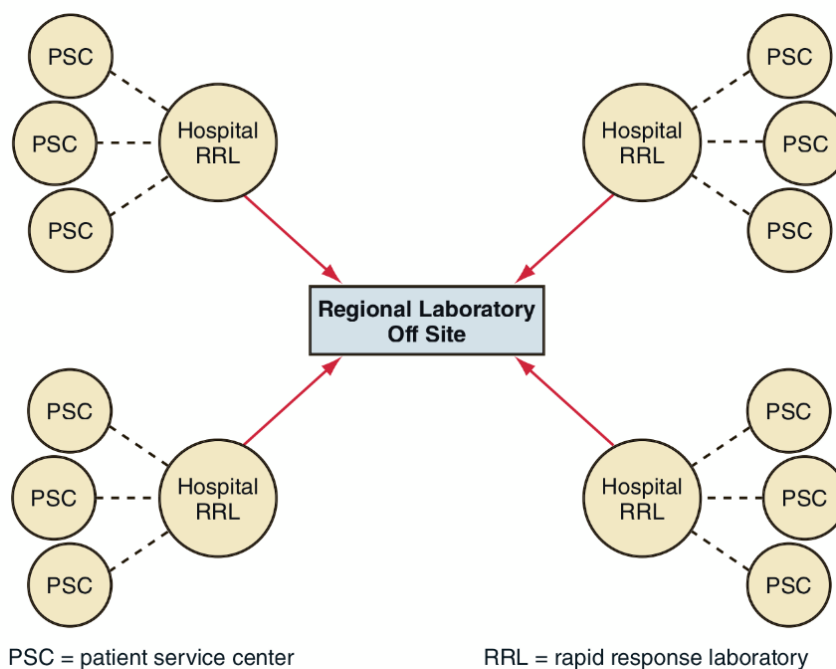 PSC
PSC
PSC
Hospital
RRL
Hospital
RRL
PSC
PSC
PSC
Regional Laboratory
Off Site
PSC
PSC
PSC
Hospital
RRL
Hospital
RRL
PSC
PSC
PSC
PSC = patient service center
RRL = rapid response laboratory